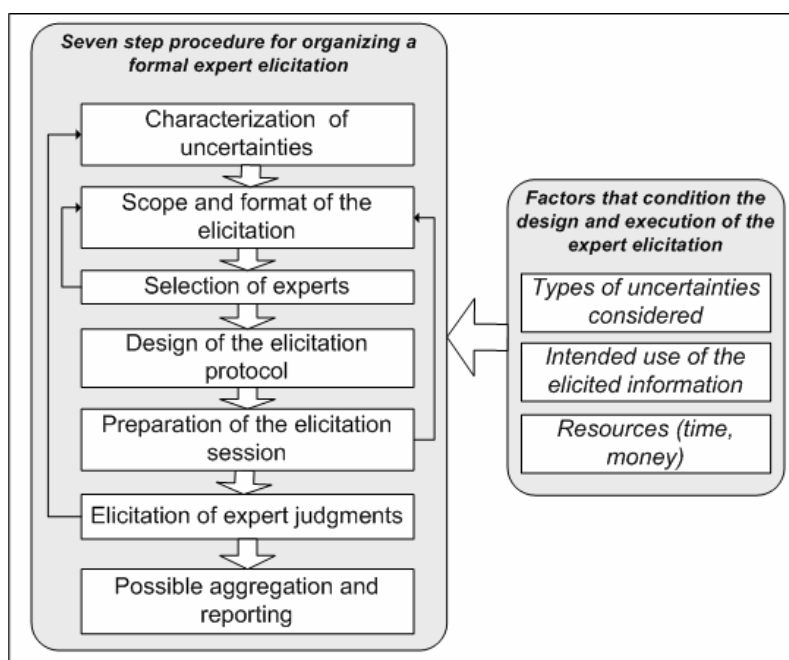 Seven step procedure for organizing a
formal expert elicitation
Characterization of
uncertainties
Scope and format of the
elicitation
Selection of experts
Design of the elicitation
protocol
Preparation of the elicitation
session
Elicitation of expert judgments
Possible aggregation and
reporting
Factors that condition the
design and execution of the
expert elicitation
Types of uncertainties
considered
Intended use of the
elicited information
Resources (time,
money)